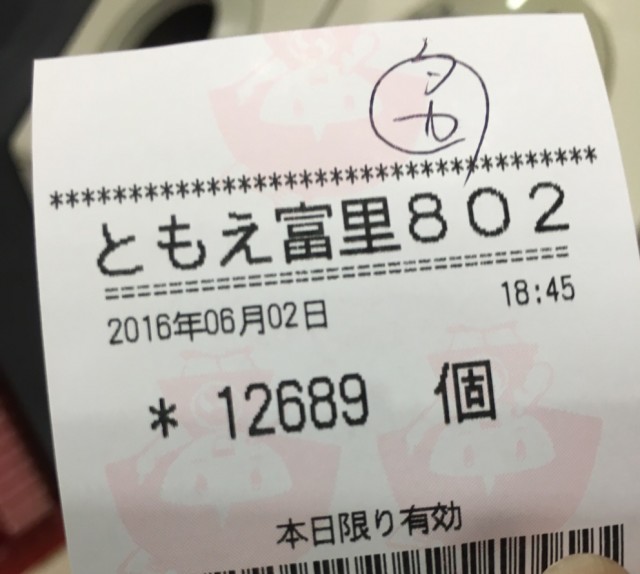 ***********************************
ともえ富里８０２
==============================
2016年06月02日 18:45
* 12689 個
本日限り有効